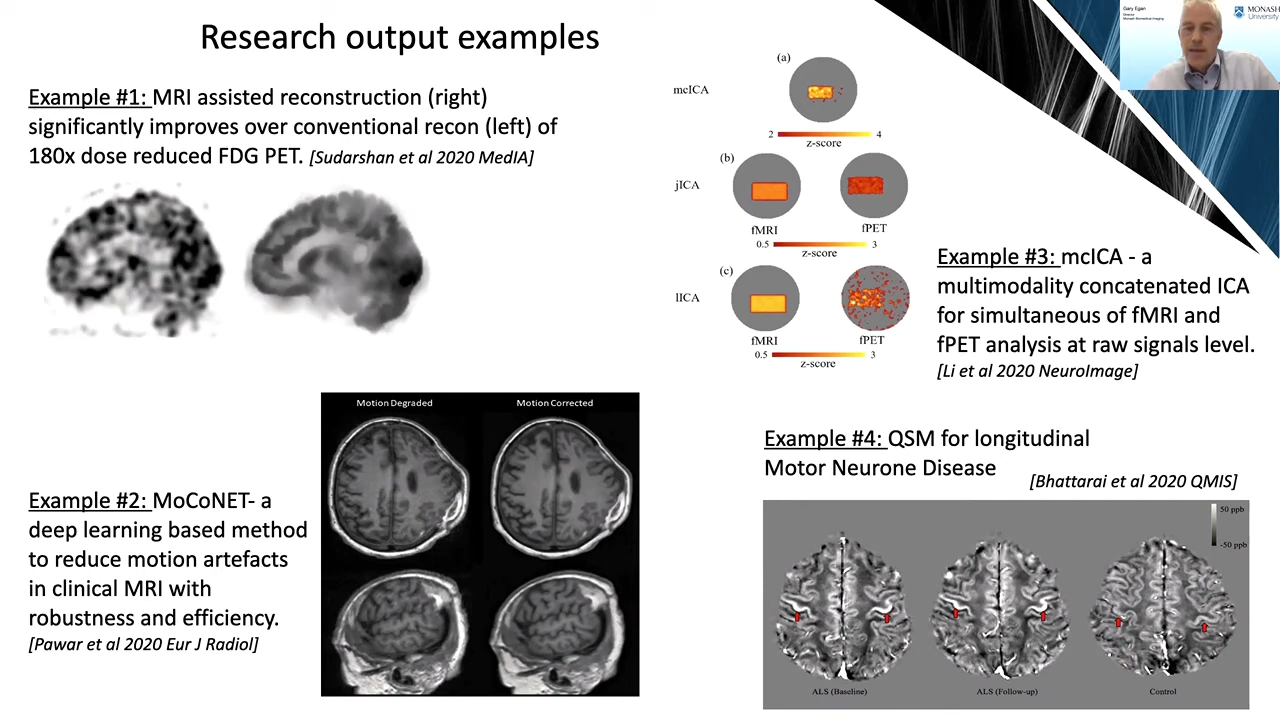 Research output examples
Example #1: MRI assisted reconstruction (right)
significantly improves over conventional recon (left) of
180x dose reduced FDG PET. [Sudarshan et al 2020 MedIA]
Example #2: MoCoNET- a
deep learning based method
to reduce motion artefacts
in clinical MRI with
robustness and efficiency.
[Pawar et al 2020 Eur J Radiol]
Motion Degraded
Motion Corrected
(a)
mcICA
2
4
z-score
(b)
jICA
fMRI
fPET
0.5
3
z-score
(c)
lICA
fMRI
fPET
0.5
3
z-score
Gary Egan
Director
Monash Biomedical Imaging
MONASH
University
Example #3: mcICA - a
multimodality concatenated ICA
for simultaneous of fMRI and
fPET analysis at raw signals level.
[Li et al 2020 NeuroImage]
Example #4: QSM for longitudinal
Motor Neurone Disease
[Bhattarai et al 2020 QMIS]
50 ppb
-50 ppb
ALS (Baseline)
ALS (Follow-up)
Control